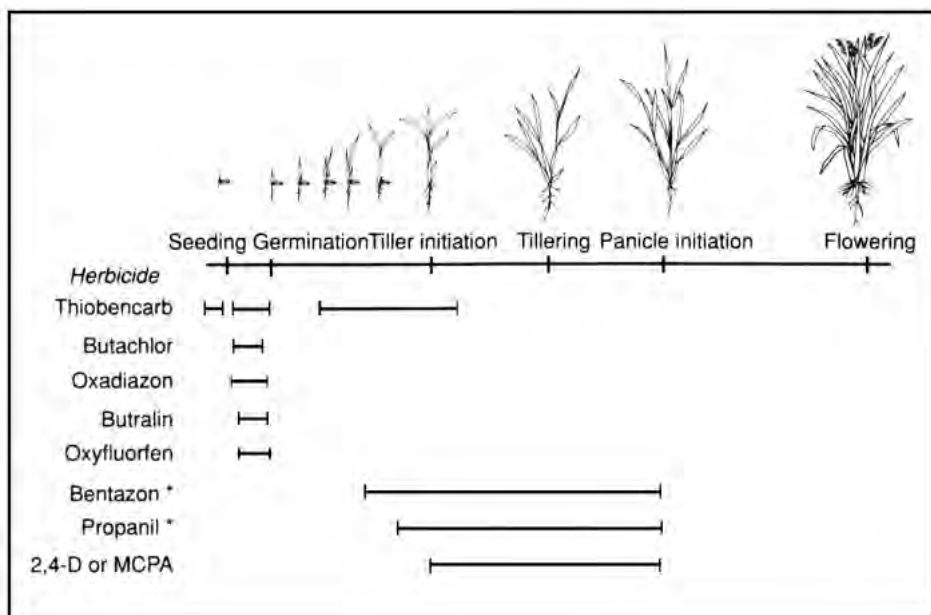 Seeding Germination Tiller initiation Tillering Panicle initiation Flowering
Herbicide
Thiobencarb
Butachlor
Oxadiazon
Butralin
Oxyfluorfen
Bentazon *
Propanil *
2,4-D or MCPA